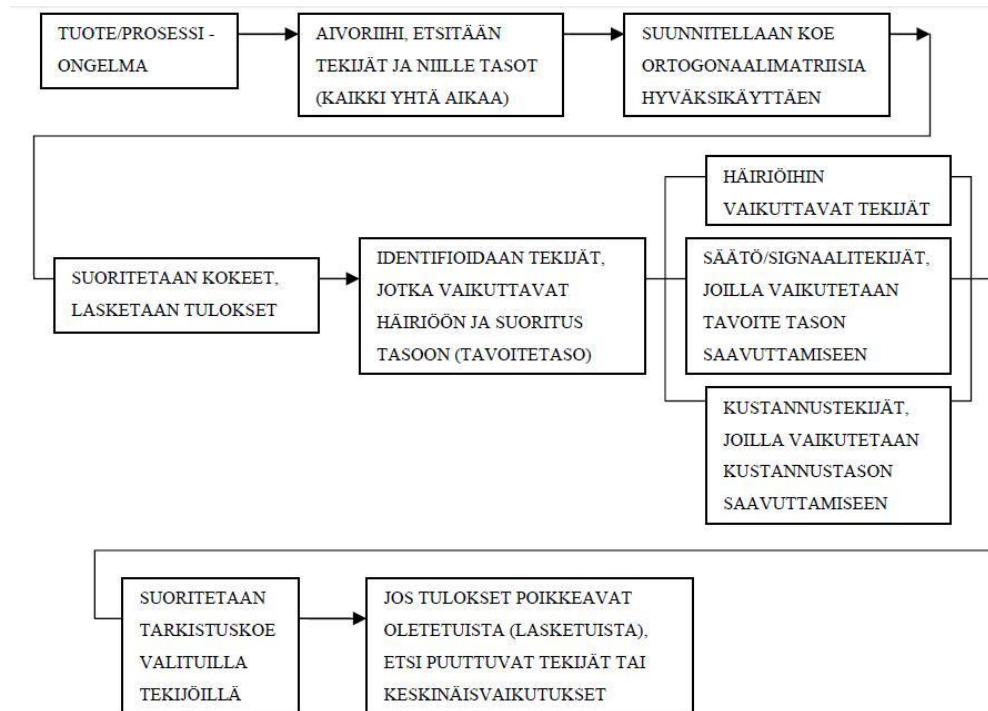 TUOTE/PROSESSI -
ONGELMA
AIVORIIHI, ETSITÄÄN
TEKIJÄT JA NIILLE TASOT
(KAIKKI YHTÄ AIKAA)
SUUNNITELLAAN KOE
ORTOGONAALIMATRIISIA
HYVÄKSIKÄYTTÄEN
SUORITETAAN KOKEET,
LASKETAAN TULOKSET
IDENTIFIOIDAAN TEKIJÄT,
JOTKA VAIKUTTAVAT
HÄIRIÖÖN JA SUORITUS
TASOON (TAVOITETASO)
HÄIRIÖIHIN
VAIKUTTAVAT TEKIJÄT
SÄÄTÖ/SIGNAALITEKIJÄT,
JOILLA VAIKUTETAAN
TAVOITE TASON
SAAVUTTAMISEEN
KUSTANNUSTEKIJÄT,
JOILLA VAIKUTETAAN
KUSTANNUSTASON
SAAVUTTAMISEEN
SUORITETAAN
TARKISTUSKOE
VALITUILLA
TEKIJÖILLÄ
JOS TULOKSET POIKKEAVAT
OLETETUISTA (LASKETUISTA),
ETSI PUUTTUVAT TEKIJÄT TAI
KESKINÄISVAIKUTUKSET